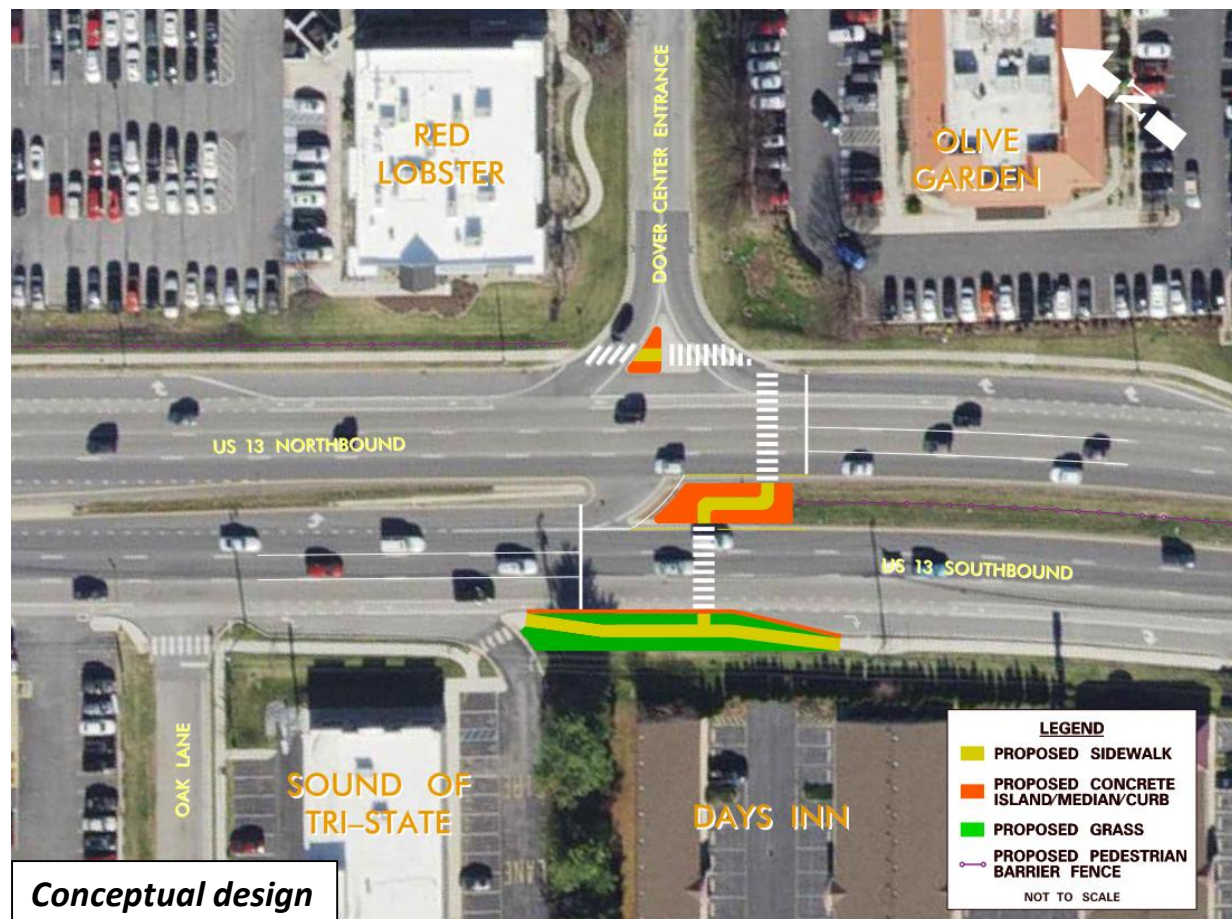 DOVER CENTER ENTRANCE
RED
LOBSTER
OLIVE
GARDEN
N
US 13 NORTHBOUND
US 13 SOUTHBOUND
OAK LANE
SOUND OF
TRI–STATE
DAYS INN
LANE
LEGEND
PROPOSED SIDEWALK
PROPOSED CONCRETE
ISLAND/MEDIAN/CURB
PROPOSED GRASS
PROPOSED PEDESTRIAN
BARRIER FENCE
NOT TO SCALE
Conceptual design